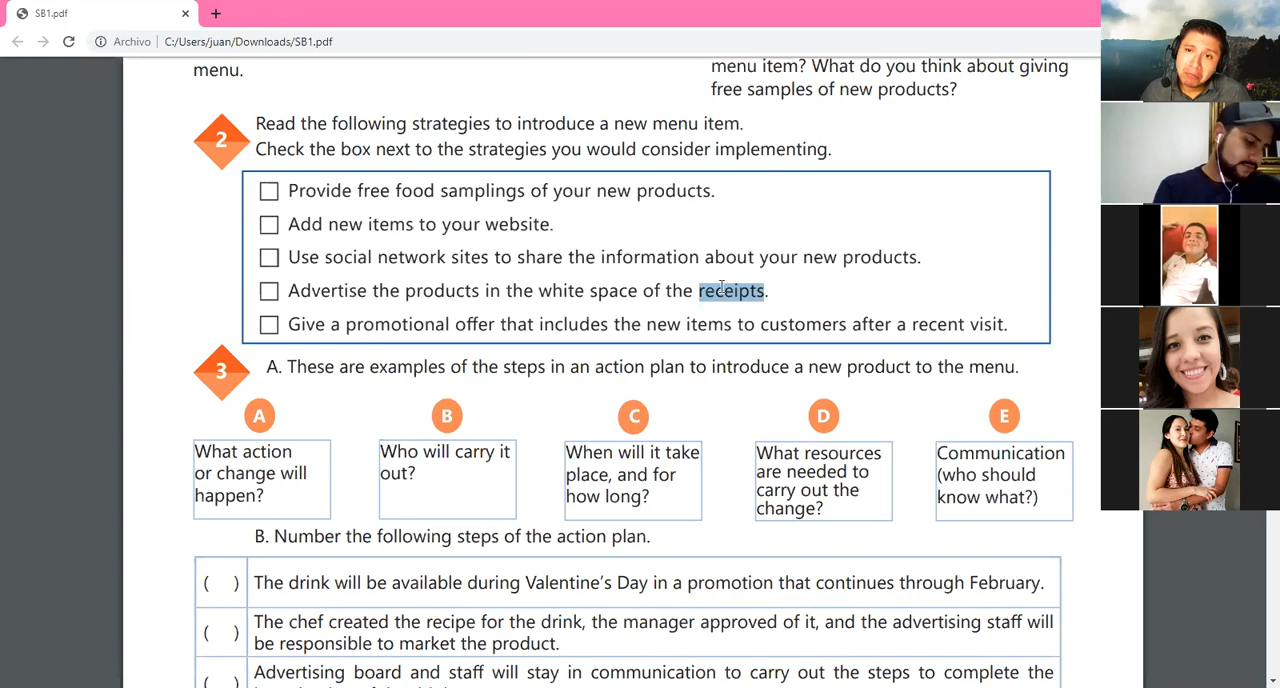 SB1.pdf
Archivo
C:/Users/juan/Downloads/SB1.pdf
menu.
menu item? What do you think about giving
free samples of new products?
2
Read the following strategies to introduce a new menu item.
Check the box next to the strategies you would consider implementing.
Provide free food samplings of your new products.
Add new items to your website.
Use social network sites to share the information about your new products.
Advertise the products in the white space of the receipts.
Give a promotional offer that includes the new items to customers after a recent visit.
3
A. These are examples of the steps in an action plan to introduce a new product to the menu.
A
What action
or change will
happen?
B
Who will carry it
out?
C
When will it take
place, and for
how long?
D
What resources
are needed to
carry out the
change?
E
Communication
(who should
know what?)
B. Number the following steps of the action plan.
( ) The drink will be available during Valentine’s Day in a promotion that continues through February.
( ) The chef created the recipe for the drink, the manager approved of it, and the advertising staff will
be responsible to market the product.
( ) Advertising board and staff will stay in communication to carry out the steps to complete the